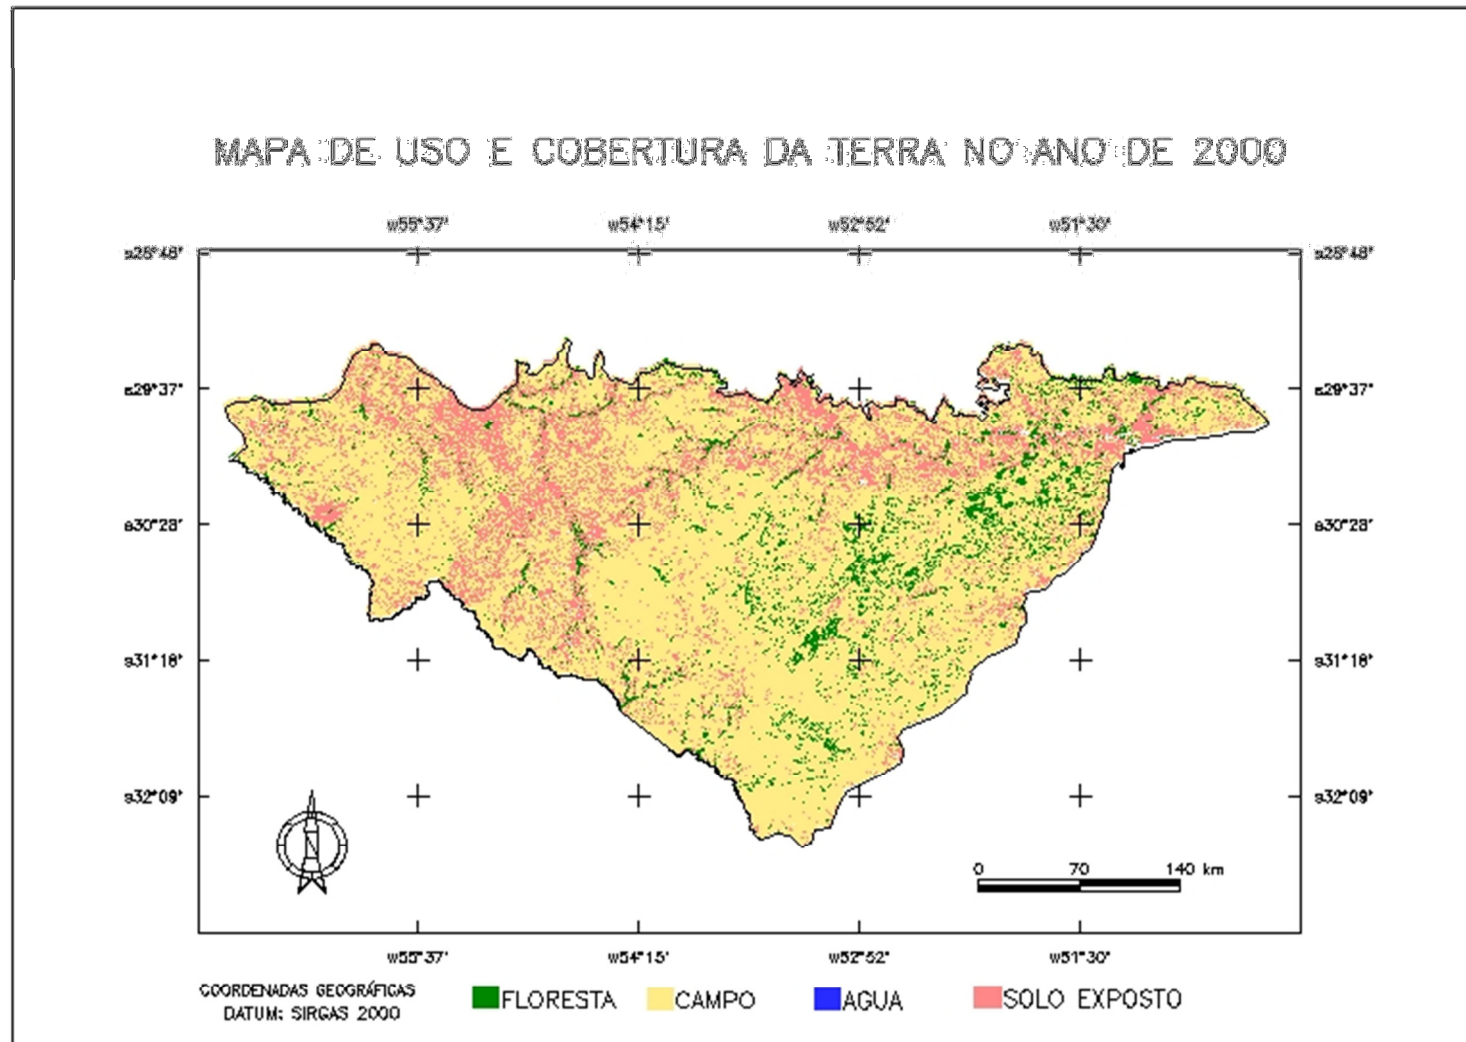 MAPA DE USO E COBERTURA DA TERRA NO ANO DE 2000
w55°37' w54°15' w52°52' w51°30'
s28°48' s28°48'
s29°37' s29°37'
s30°28' s30°28'
s31°18' s31°18'
s32°09' s32°09'
0 70 140 km
w55°37' w54°15' w52°52' w51°30'
COORDENADAS GEOGRÁFICAS
DATUM: SIRGAS 2000
FLORESTA CAMPO AGUA SOLO EXPOSTO